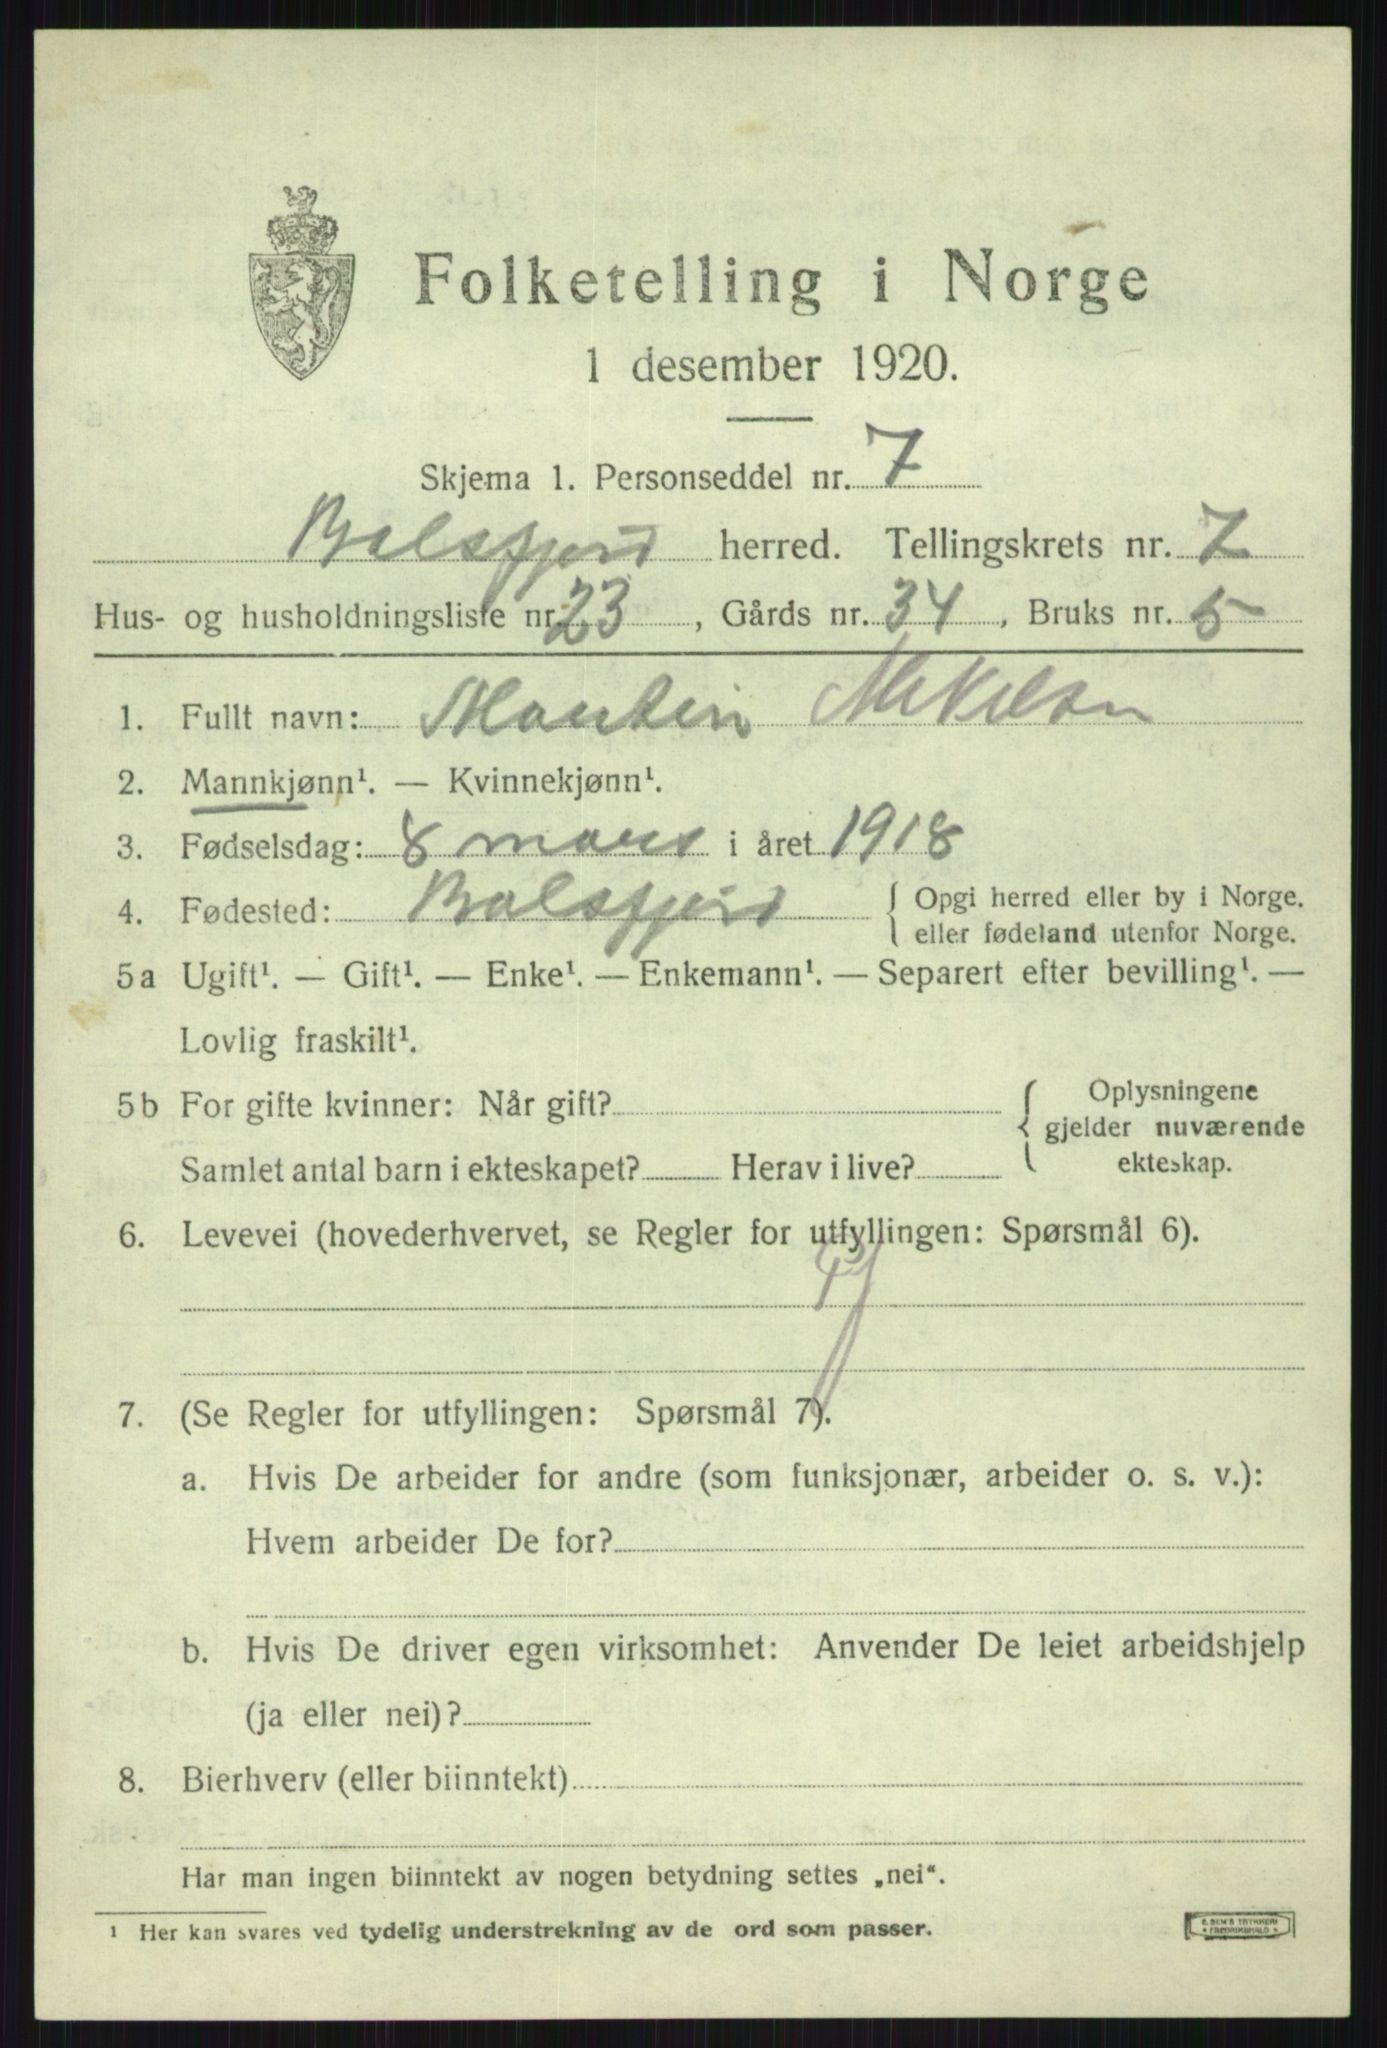 Folketelling i Norge
1 desember 1920.
Skjema 1. Personseddel nr. 7
Balsfjord herred. Tellingskrets nr. 7
Hus- og husholdningsliste nr. 23, Gårds nr. 34, Bruks nr. 5
1. Fullt navn: Martin Mikelsen
2. Mannkjønn¹. — Kvinnekjønn¹.
3. Fødselsdag: 8 mars i året 1918
4. Fødested: Balsfjord { Opgi herred eller by i Norge.
eller fødeland utenfor Norge.
5a Ugift¹. — Gift¹. — Enke¹. — Enkemann¹. — Separert efter bevilling¹. —
Lovlig fraskilt¹.
5b For gifte kvinner: Når gift? { Oplysningene
gjelder nuværende
Samlet antal barn i ekteskapet? Herav i live? ekteskap.
6. Levevei (hovederhvervet, se Regler for utfyllingen: Spørsmål 6).
7. (Se Regler for utfyllingen: Spørsmål 7).
a. Hvis De arbeider for andre (som funksjonær, arbeider o. s. v.):
Hvem arbeider De for?
b. Hvis De driver egen virksomhet: Anvender De leiet arbeidshjelp
(ja eller nei)?
8. Bierhverv (eller biinntekt)
Har man ingen biinntekt av nogen betydning settes „nei“.
¹ Her kan svares ved tydelig understrekning av de ord som passer.
E. SEM'S TRYKKERI
FREDRIKSHALD